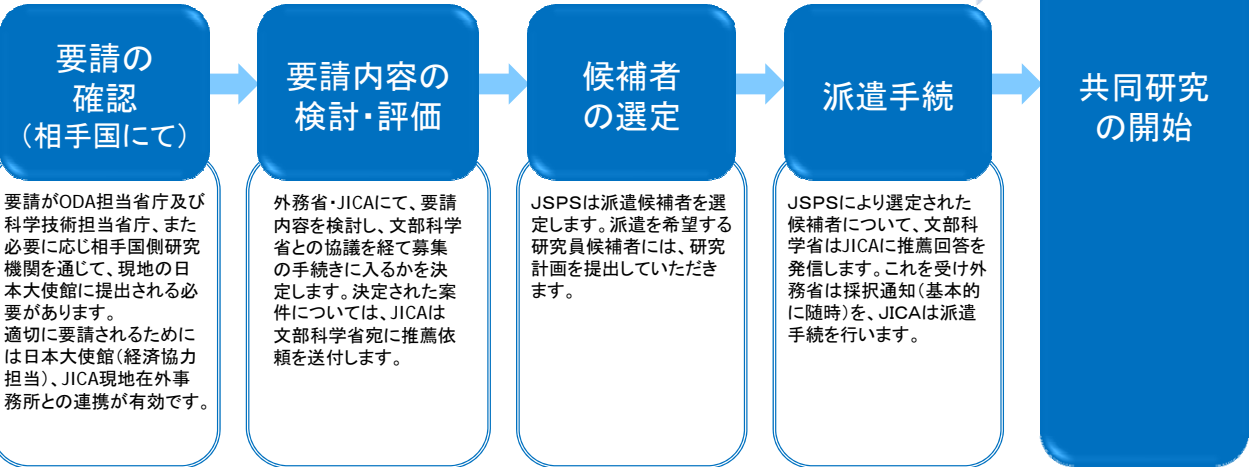 要請の
確認
（相手国にて）
要請がODA担当省庁及び
科学技術担当省庁、また
必要に応じ相手国側研究
機関を通じて、現地の日
本大使館に提出される必
要があります。
適切に要請されるために
は日本大使館（経済協力
担当）、JICA現地在外事
務所との連携が有効です。
要請内容の
検討・評価
外務省・JICAにて、要請
内容を検討し、文部科学
省との協議を経て募集
の手続きに入るかを決
定します。決定された案
件については、JICAは
文部科学省宛に推薦依
頼を送付します。
候補者
の選定
JSPSは派遣候補者を選
定します。派遣を希望する
研究員候補者には、研究
計画を提出していただき
ます。
派遣手続
JSPSにより選定された
候補者について、文部科
学省はJICAに推薦回答を
発信します。これを受け外
務省は採択通知（基本的
に随時）を、JICAは派遣
手続を行います。
共同研究
の開始